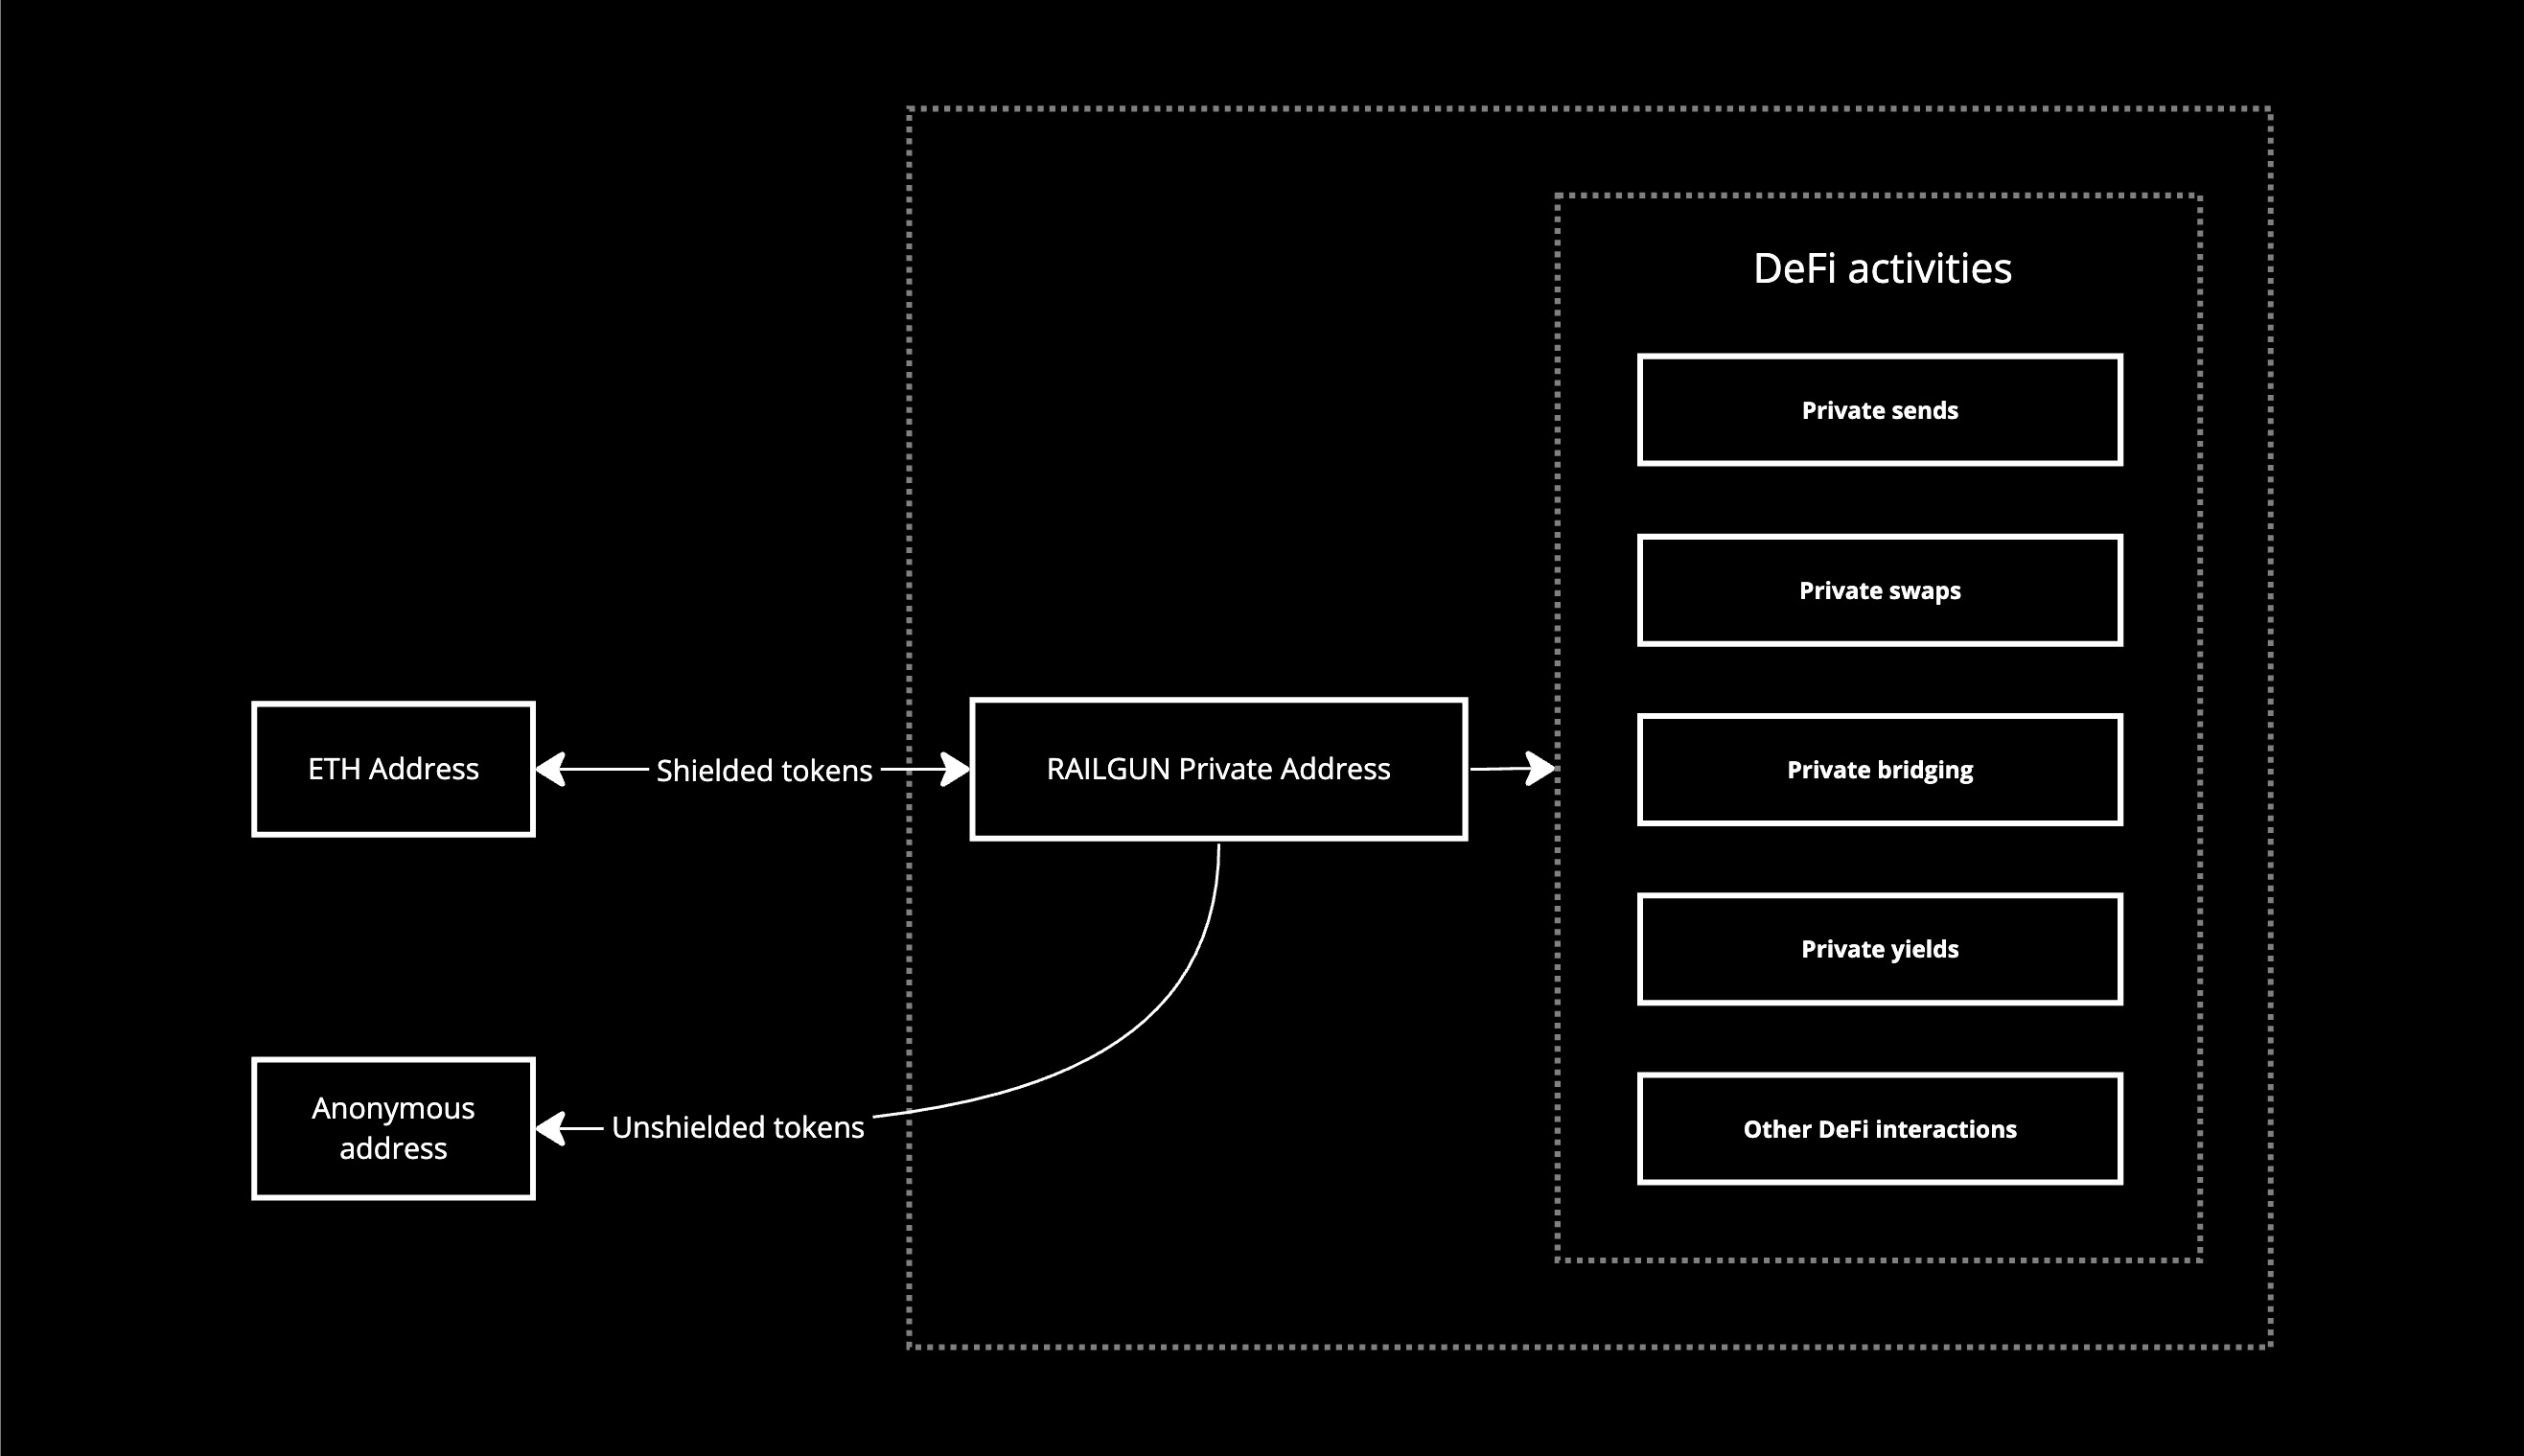 DeFi activities
Private sends
Private swaps
ETH Address
Shielded tokens
RAILGUN Private Address
Private bridging
Private yields
Anonymous
address
Unshielded tokens
Other DeFi interactions